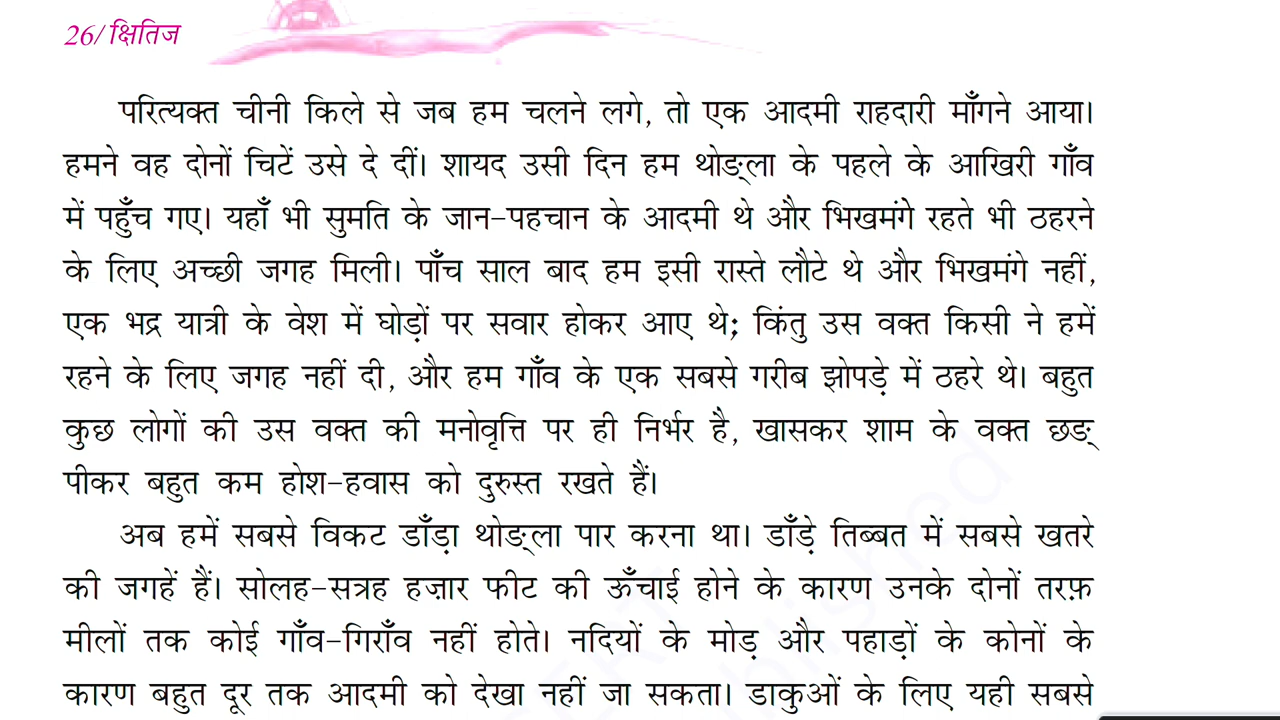 26/ क्षितिज
परित्यक्त चीनी किले से जब हम चलने लगे, तो एक आदमी राहदारी माँगने आया।
हमने वह दोनों चिटें उसे दे दीं। शायद उसी दिन हम थोङ्ला के पहले के आखिरी गाँव
में पहुँच गए। यहाँ भी सुमति के जान-पहचान के आदमी थे और भिखमंगे रहते भी ठहरने
के लिए अच्छी जगह मिली। पाँच साल बाद हम इसी रास्ते लौटे थे और भिखमंगे नहीं,
एक भद्र यात्री के वेश में घोड़ों पर सवार होकर आए थे; किंतु उस वक्त किसी ने हमें
रहने के लिए जगह नहीं दी, और हम गाँव के एक सबसे गरीब झोपड़े में ठहरे थे। बहुत
कुछ लोगों की उस वक्त की मनोवृत्ति पर ही निर्भर है, खासकर शाम के वक्त छङ्
पीकर बहुत कम होश-हवास को दुरुस्त रखते हैं।
अब हमें सबसे विकट डाँड़ा थोङ्ला पार करना था। डाँड़े तिब्बत में सबसे खतरे
की जगहें हैं। सोलह-सत्रह हज़ार फीट की ऊँचाई होने के कारण उनके दोनों तरफ़
मीलों तक कोई गाँव-गिराँव नहीं होते। नदियों के मोड़ और पहाड़ों के कोनों के
कारण बहुत दूर तक आदमी को देखा नहीं जा सकता। डाकुओं के लिए यही सबसे